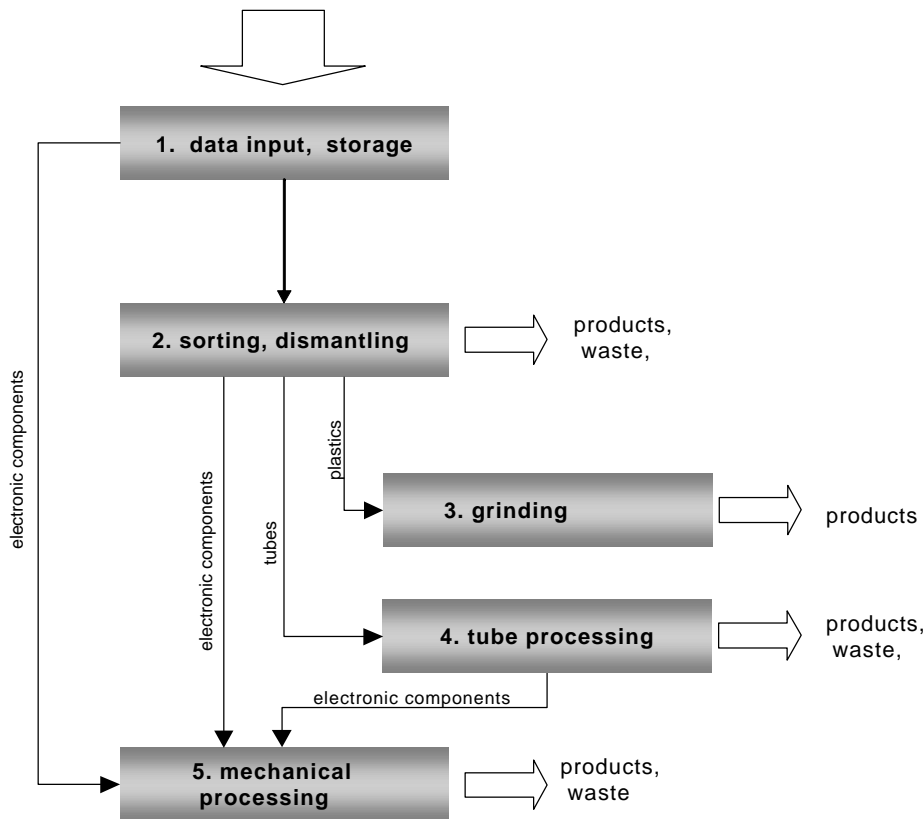 1. data input, storage
2. sorting, dismantling
products,
waste,
electronic components
electronic components
tubes
plastics
3. grinding
products
4. tube processing
products,
waste,
electronic components
5. mechanical
processing
products,
waste